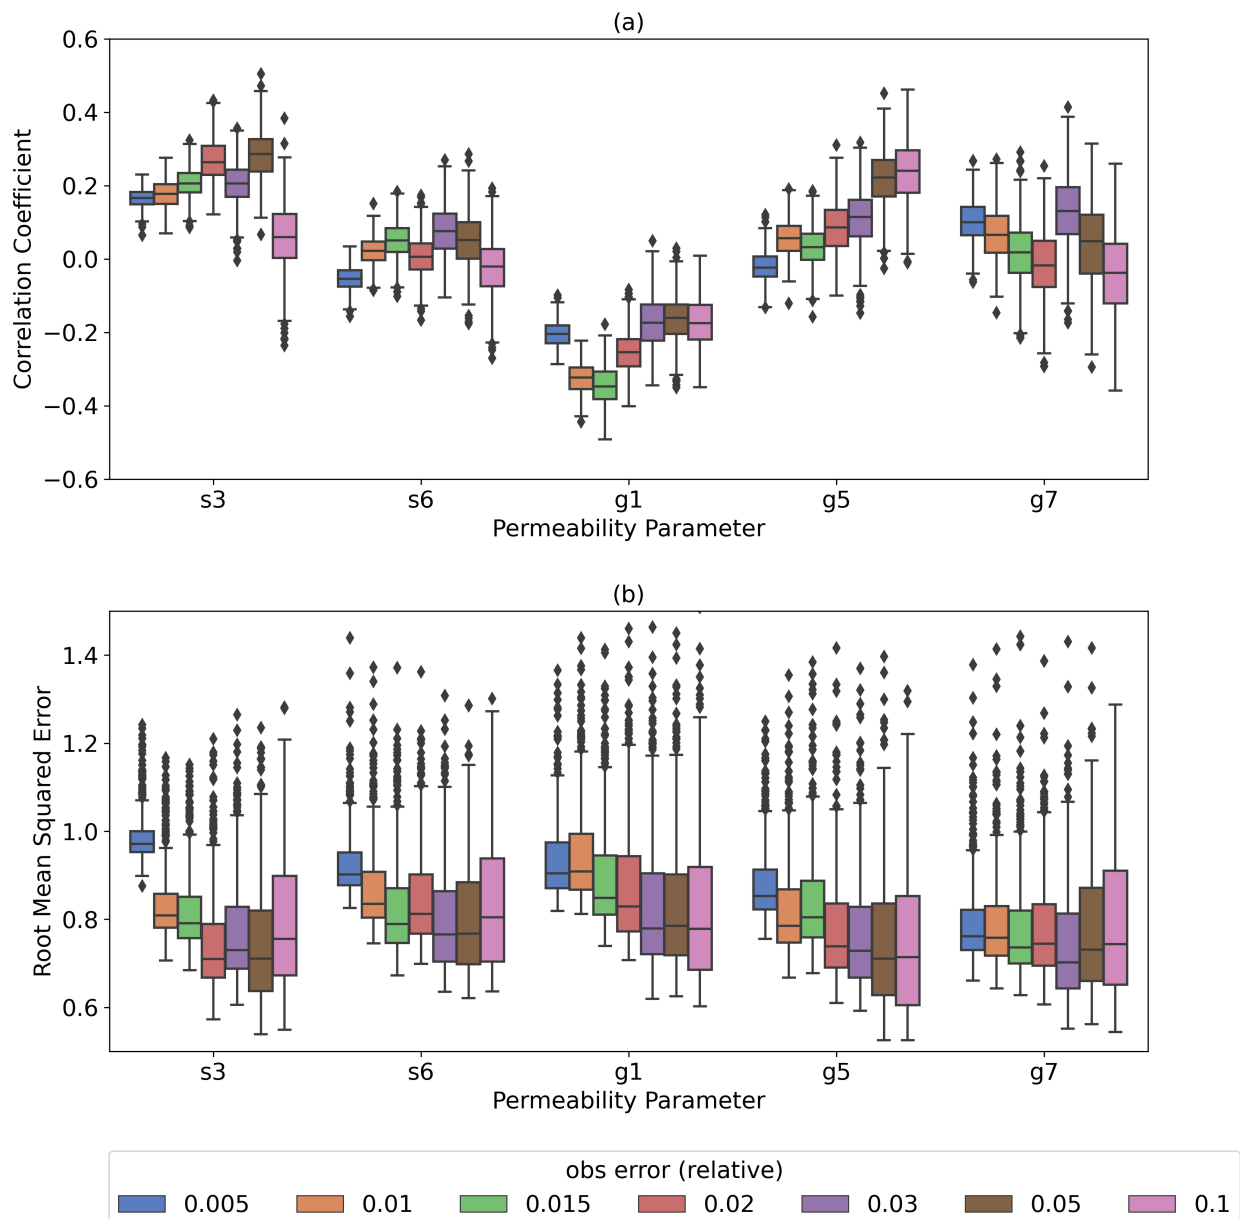 (a)
0.6
0.4
0.2
0.0
−0.2
−0.4
−0.6
Correlation Coefficient
s3 s6 g1 g5 g7
Permeability Parameter
(b)
1.4
1.2
1.0
0.8
0.6
Root Mean Squared Error
s3 s6 g1 g5 g7
Permeability Parameter
obs error (relative)
0.005 0.01 0.015 0.02 0.03 0.05 0.1